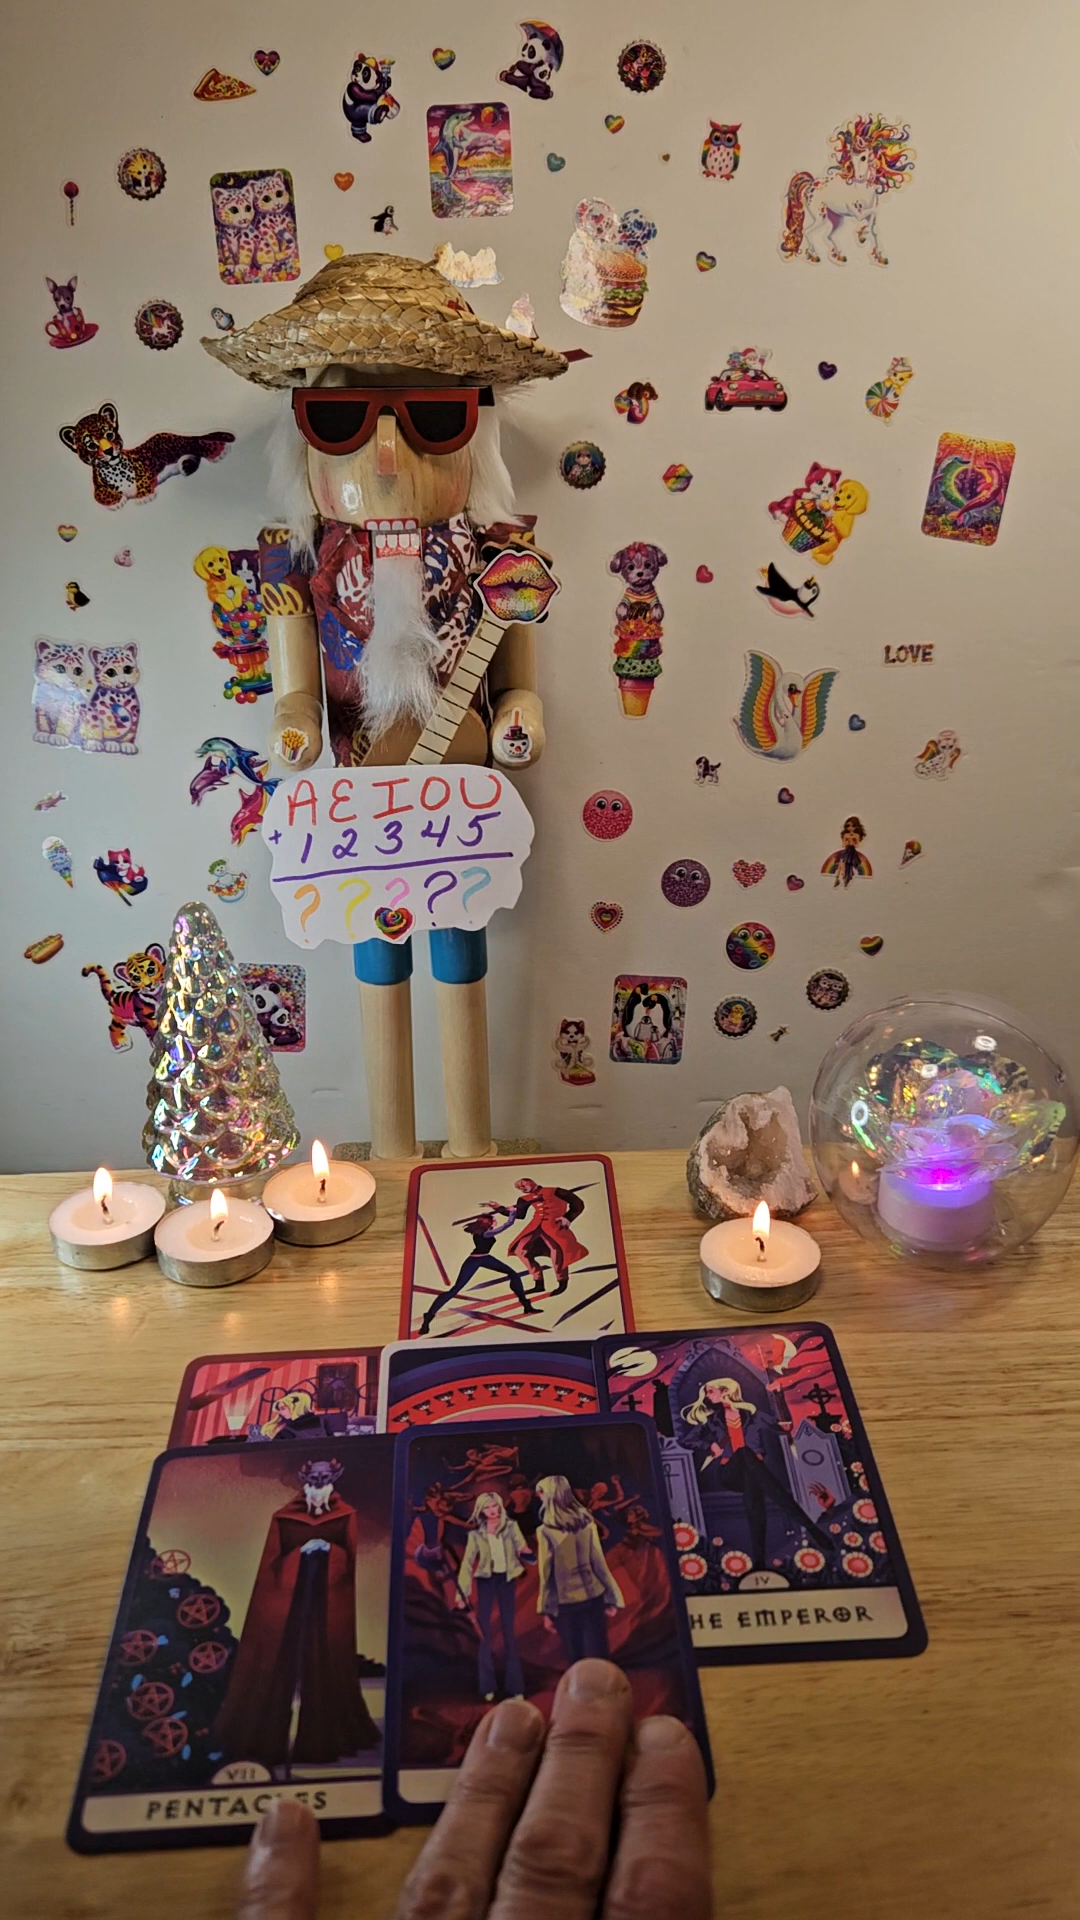 LOVE
AEIOU
+12345
? ? ? ? ?
IV
THE EMPEROR
VII
PENTACLES